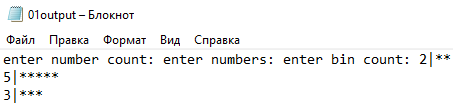 01output – Блокнот
Файл Правка Формат Вид Справка
enter number count: enter numbers: enter bin count: 2|**
5|*****
3|***